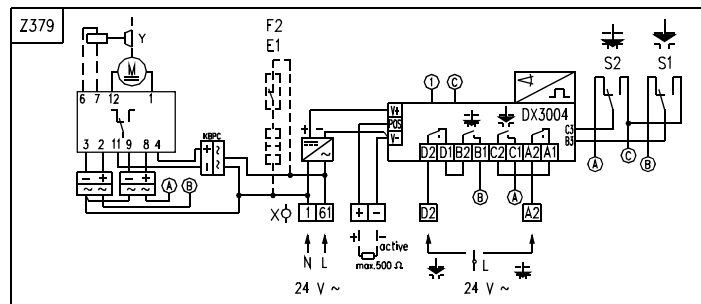 Z379
F2
E1
Y
M
6 7 12 1
3 2 11 9 8 4
KBPC
+ ~
− ~
− +
~
− +
~
A B
+ −
~
X 1 61
N L
24 V ~
V+
POS
V−
+ −
+ −
active
max.500 Ω
1 C
DX3004
D2 D1 B2 B1 C2 C1 A2 A1
C3
B3
B A
D2 A2
L
24 V ~
S2 S1
A C B